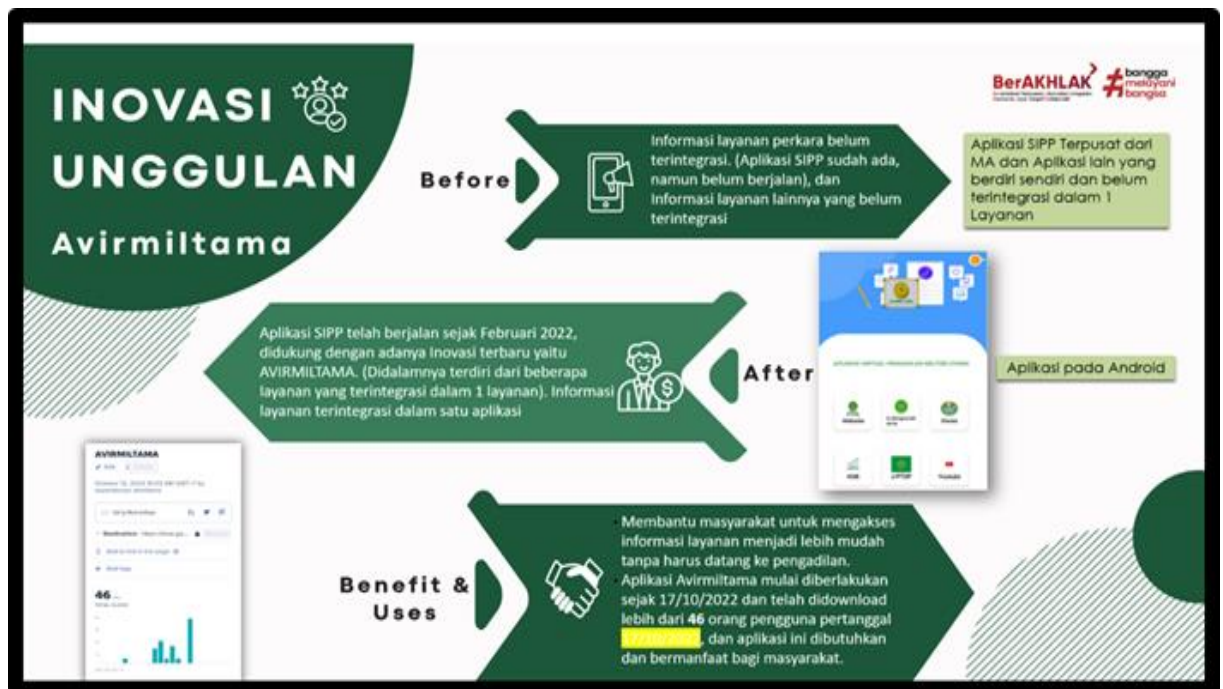 INOVASI
UNGGULAN
Avirmiltama
BerAKHLAK
#bangga
melayani
bangsa
Before
Informasi layanan perkara belum
terintegrasi. (Aplikasi SIPP sudah ada,
namun belum berjalan), dan
Informasi layanan lainnya yang belum
terintegrasi
Aplikasi SIPP Terpusat dari
MA dan Aplikasi lain yang
berdiri sendiri dan belum
terintegrasi dalam 1
Layanan
Aplikasi SIPP telah berjalan sejak Februari 2022,
didukung dengan adanya Inovasi terbaru yaitu
AVIRMILTAMA. (Didalamnya terdiri dari beberapa
layanan yang terintegrasi dalam 1 layanan). Informasi
layanan terintegrasi dalam satu aplikasi
After
Aplikasi pada Android
Website
Youtube
AVIRMILTAMA
46
Benefit &
Uses
• Membantu masyarakat untuk mengakses
informasi layanan menjadi lebih mudah
tanpa harus datang ke pengadilan.
• Aplikasi Avirmiltama mulai diberlakukan
sejak 17/10/2022 dan telah didownload
lebih dari 46 orang pengguna pertanggal
17/10/2022, dan aplikasi ini dibutuhkan
dan bermanfaat bagi masyarakat.